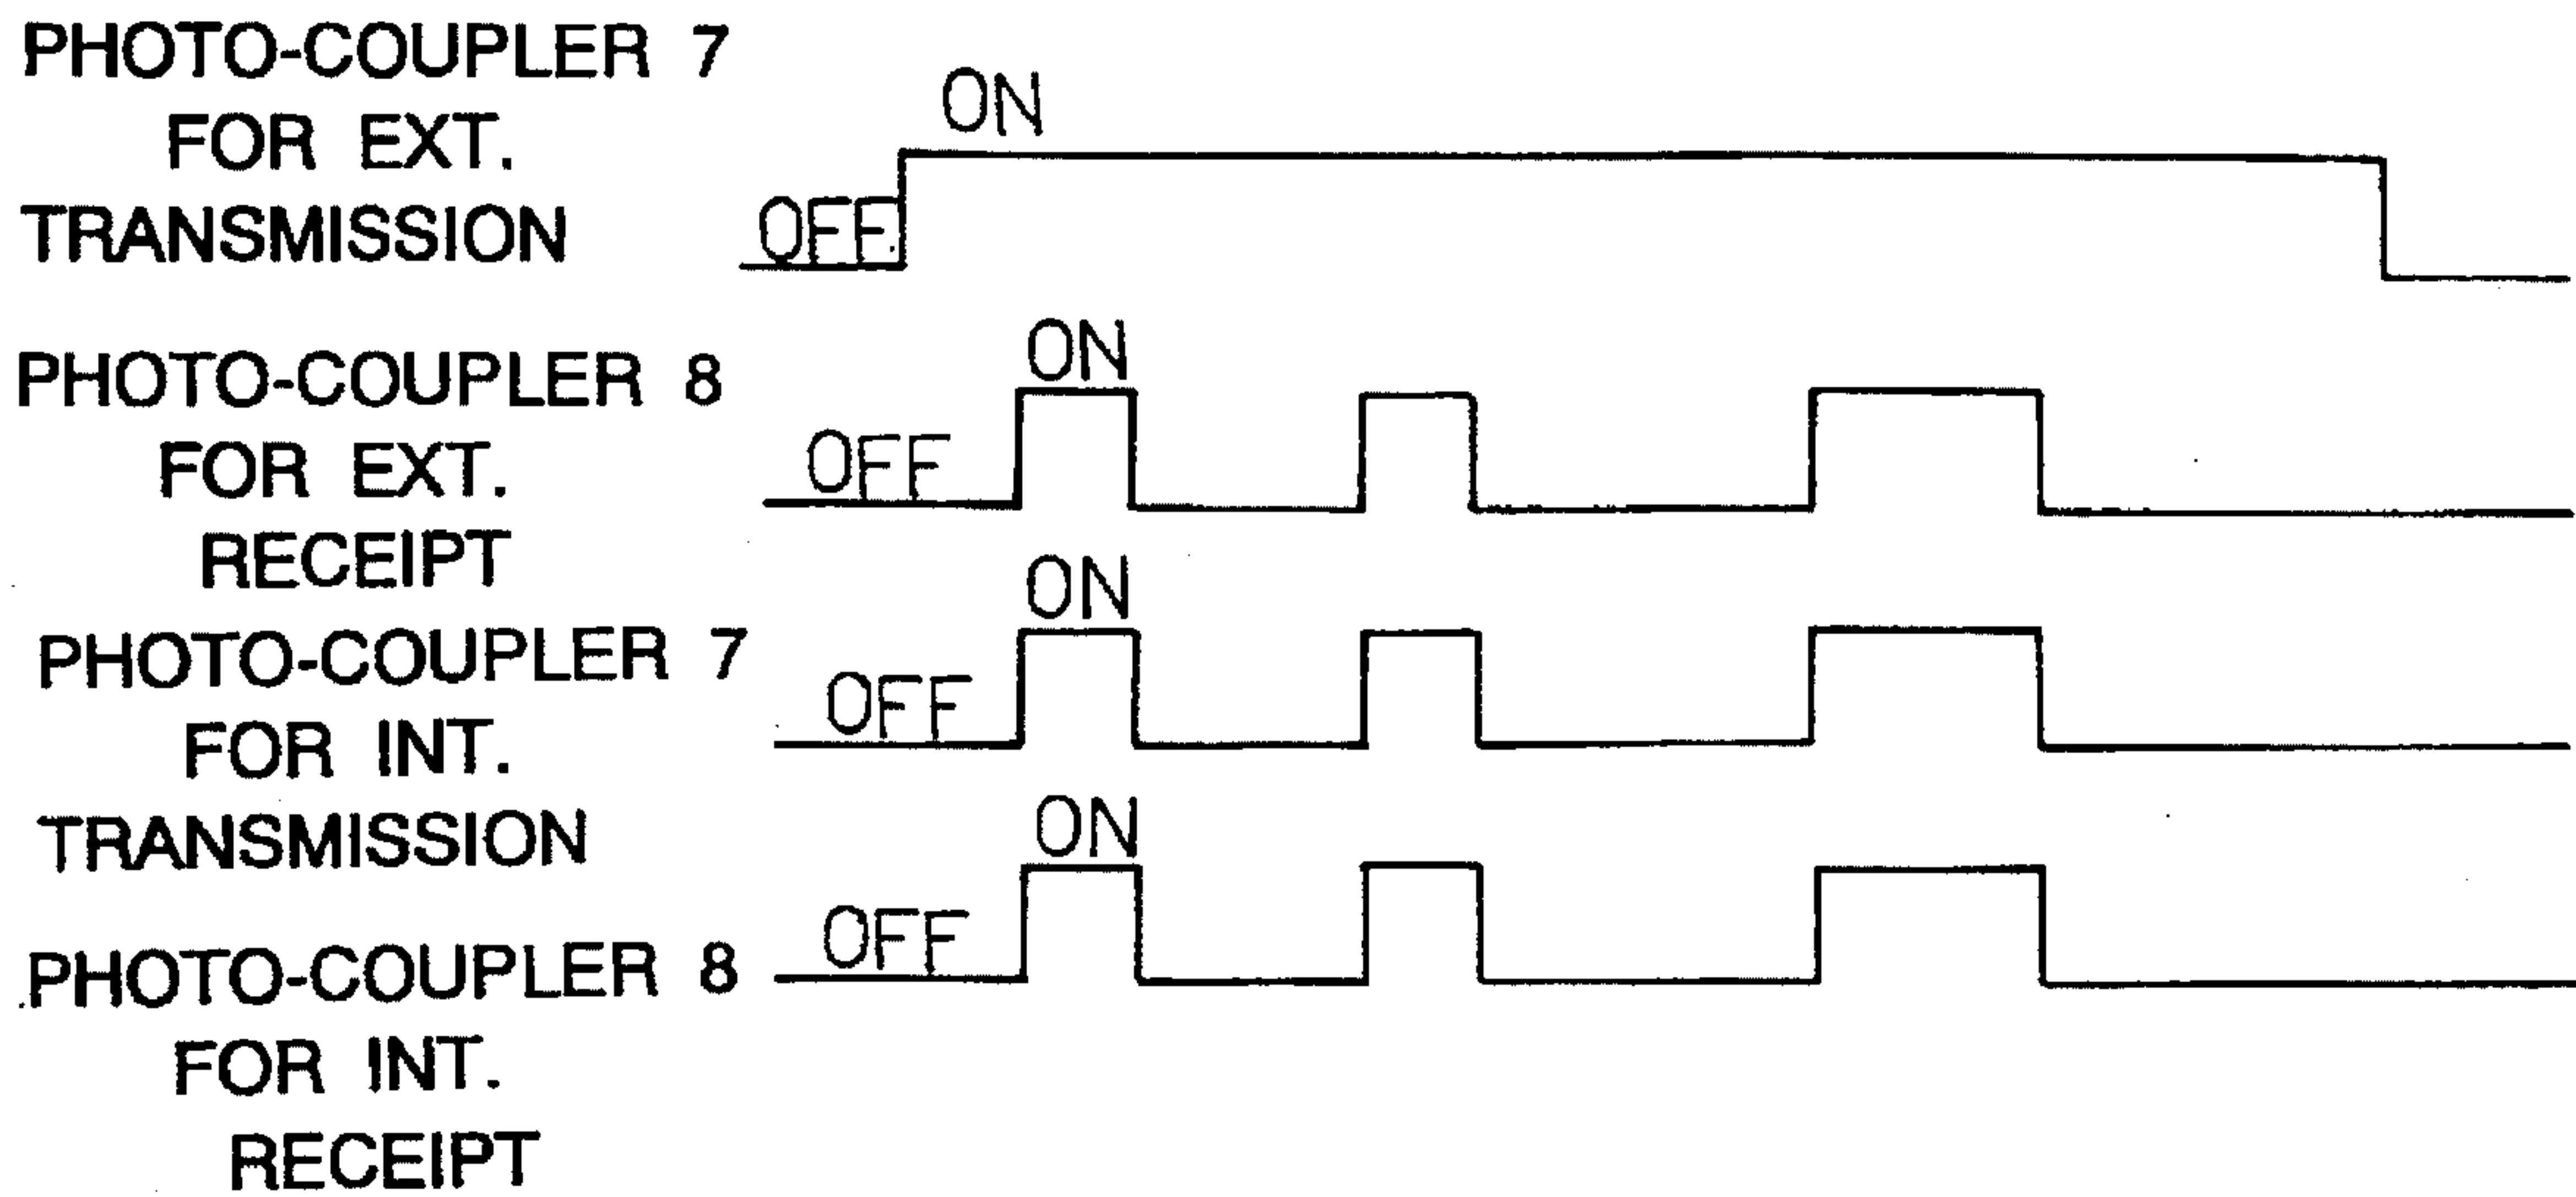 PHOTO-COUPLER 7
FOR EXT.
TRANSMISSION
ON
OFF
PHOTO-COUPLER 8
FOR EXT.
RECEIPT
ON
OFF
PHOTO-COUPLER 7
FOR INT.
TRANSMISSION
ON
OFF
PHOTO-COUPLER 8
FOR INT.
RECEIPT
ON
OFF